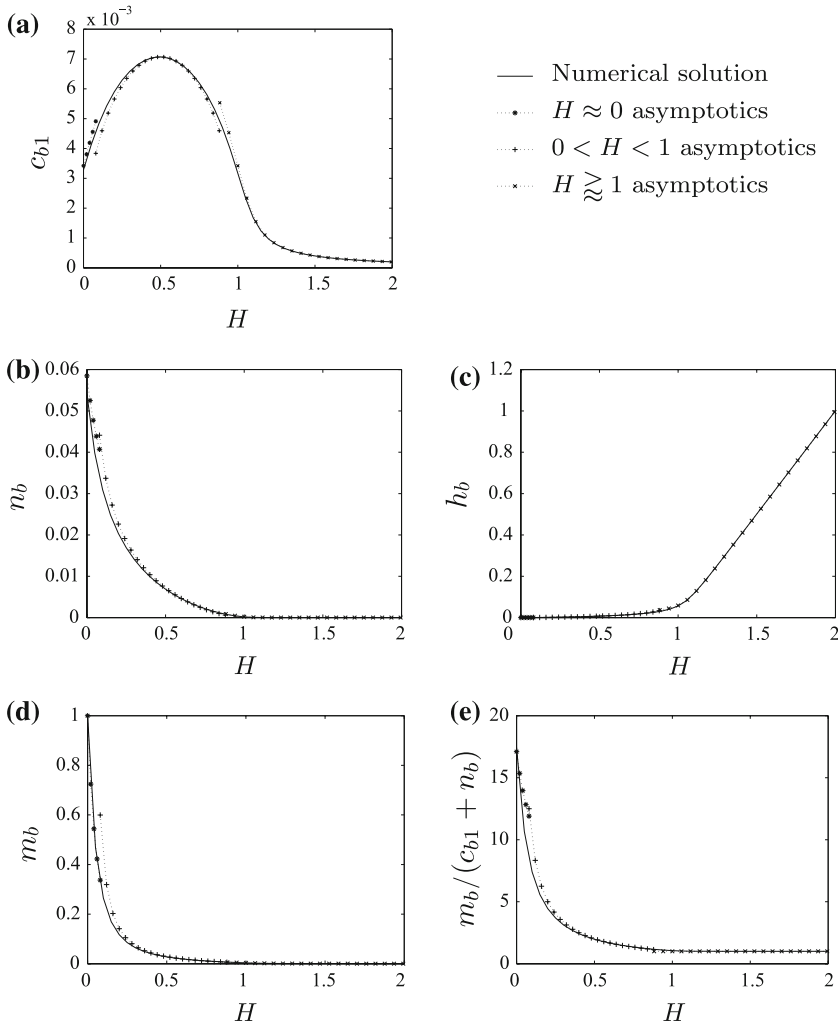 (a)
8 x 10⁻³
7
6
5
4
3
2
1
0
0 0.5 1 1.5 2
c_{b1}
H
Numerical solution
H ≈ 0 asymptotics
0 < H < 1 asymptotics
H ⪆ 1 asymptotics
(b)
0.06
0.05
0.04
0.03
0.02
0.01
0
0 0.5 1 1.5 2
n_b
H
(c)
1.2
1
0.8
0.6
0.4
0.2
0
0 0.5 1 1.5 2
h_b
H
(d)
1
0.8
0.6
0.4
0.2
0
0 0.5 1 1.5 2
m_b
H
(e)
20
15
10
5
0
0 0.5 1 1.5 2
m_b/(c_{b1} + n_b)
H